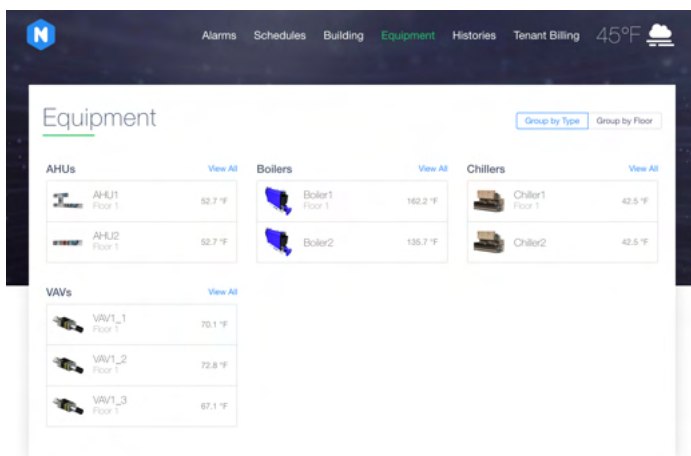 N
Alarms Schedules Building Equipment Histories Tenant Billing 45°F
Equipment
Group by Type Group by Floor
AHUs View All
AHU1 52.7 °F
Floor 1
AHU2 52.7 °F
Floor 1
Boilers View All
Boiler1 162.2 °F
Floor 1
Boiler2 135.7 °F
Chillers View All
Chiller1 42.5 °F
Floor 1
Chiller2 42.5 °F
VAVs View All
VAV1_1 70.1 °F
Floor 1
VAV1_2 72.8 °F
Floor 1
VAV1_3 67.1 °F
Floor 1